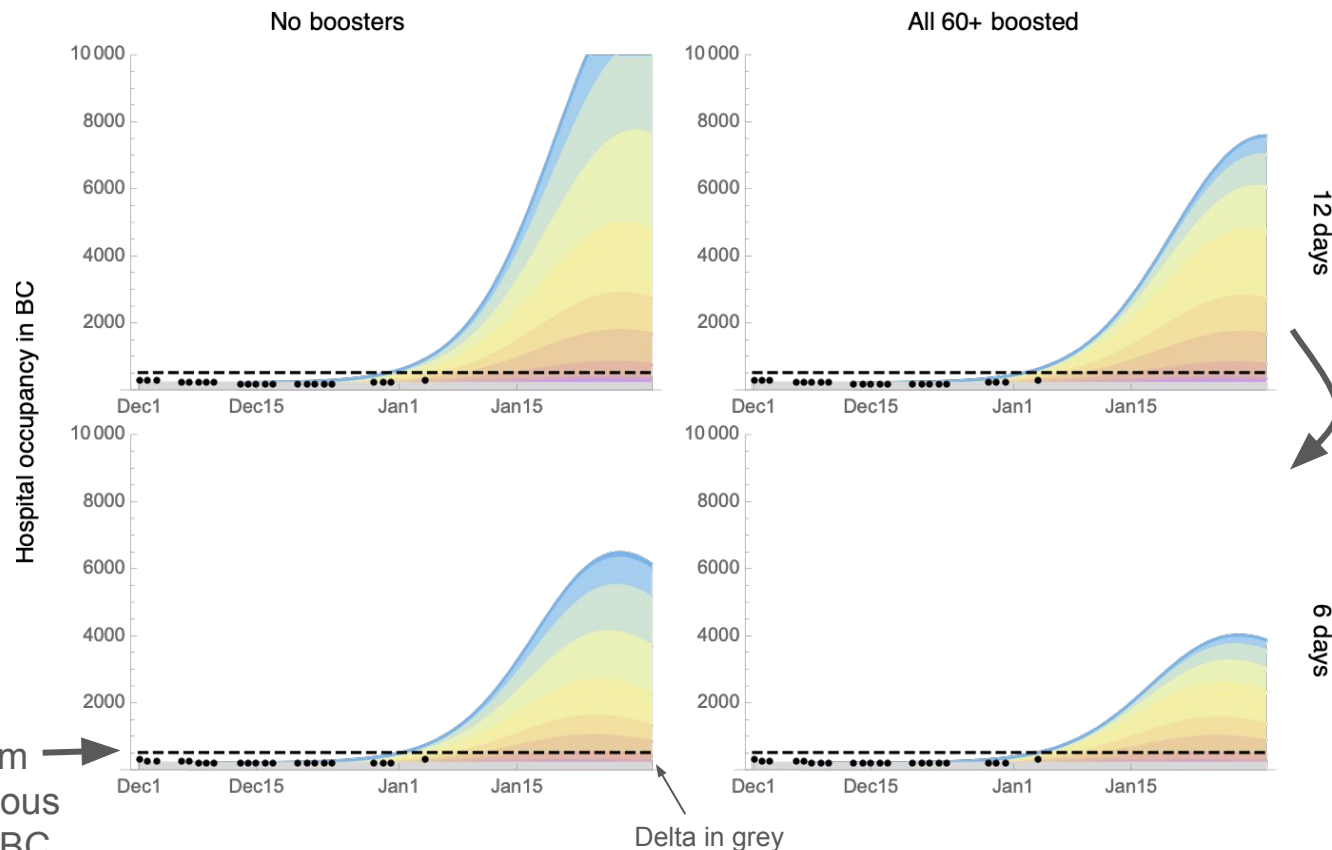 No boosters
All 60+ boosted
Hospital occupancy in BC
10 000
8000
6000
4000
2000
Dec1 Dec15 Jan1 Jan15
10 000
8000
6000
4000
2000
Dec1 Dec15 Jan1 Jan15
12 days
10 000
8000
6000
4000
2000
Dec1 Dec15 Jan1 Jan15
10 000
8000
6000
4000
2000
Dec1 Dec15 Jan1 Jan15
6 days
m
ous
BC
Delta in grey